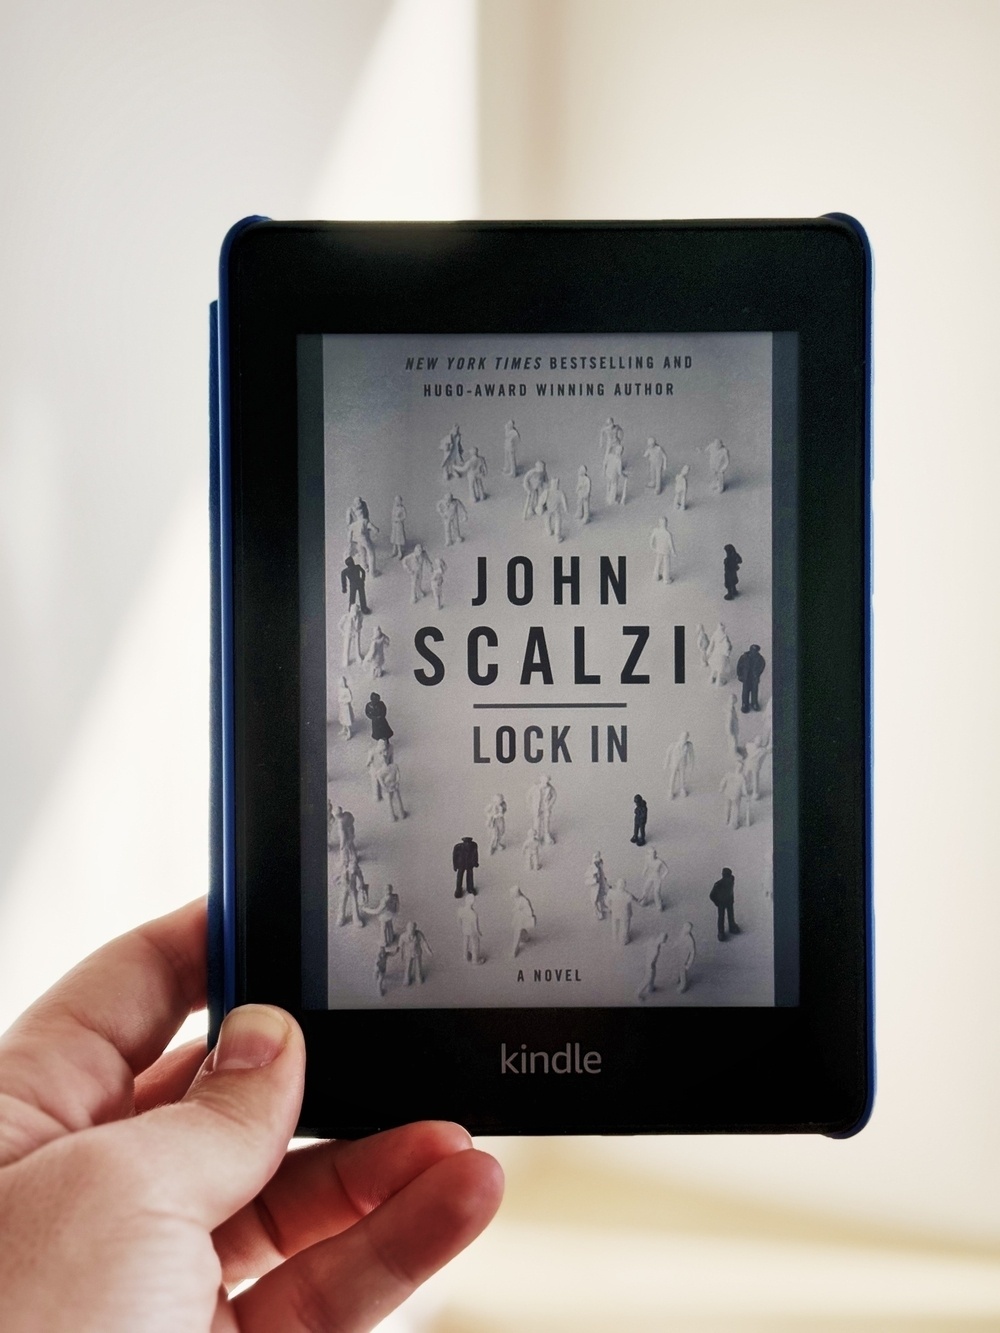 NEW YORK TIMES BESTSELLING AND
HUGO-AWARD WINNING AUTHOR
JOHN
SCALZI
LOCK IN
A NOVEL
kindle